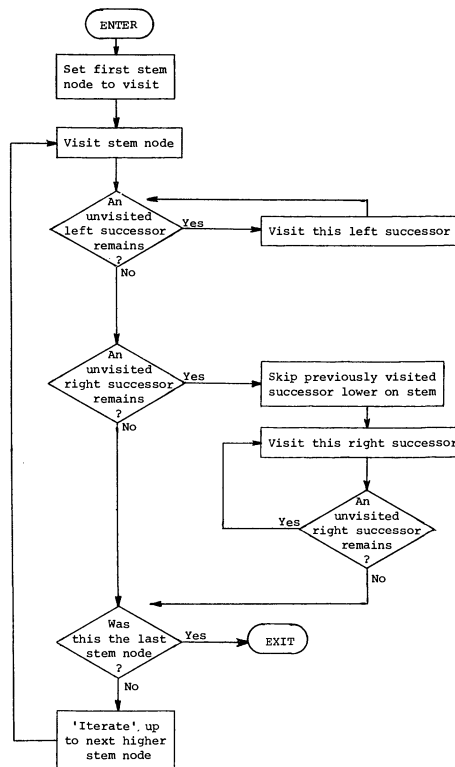 ENTER
Set first stem
node to visit
Visit stem node
An
unvisited
left successor
remains
?
Yes
Visit this left successor
No
An
unvisited
right successor
remains
?
Yes
Skip previously visited
successor lower on stem
No
Visit this right successor
An
unvisited
right successor
remains
?
Yes
No
Was
this the last
stem node
?
Yes
EXIT
No
'Iterate', up
to next higher
stem node